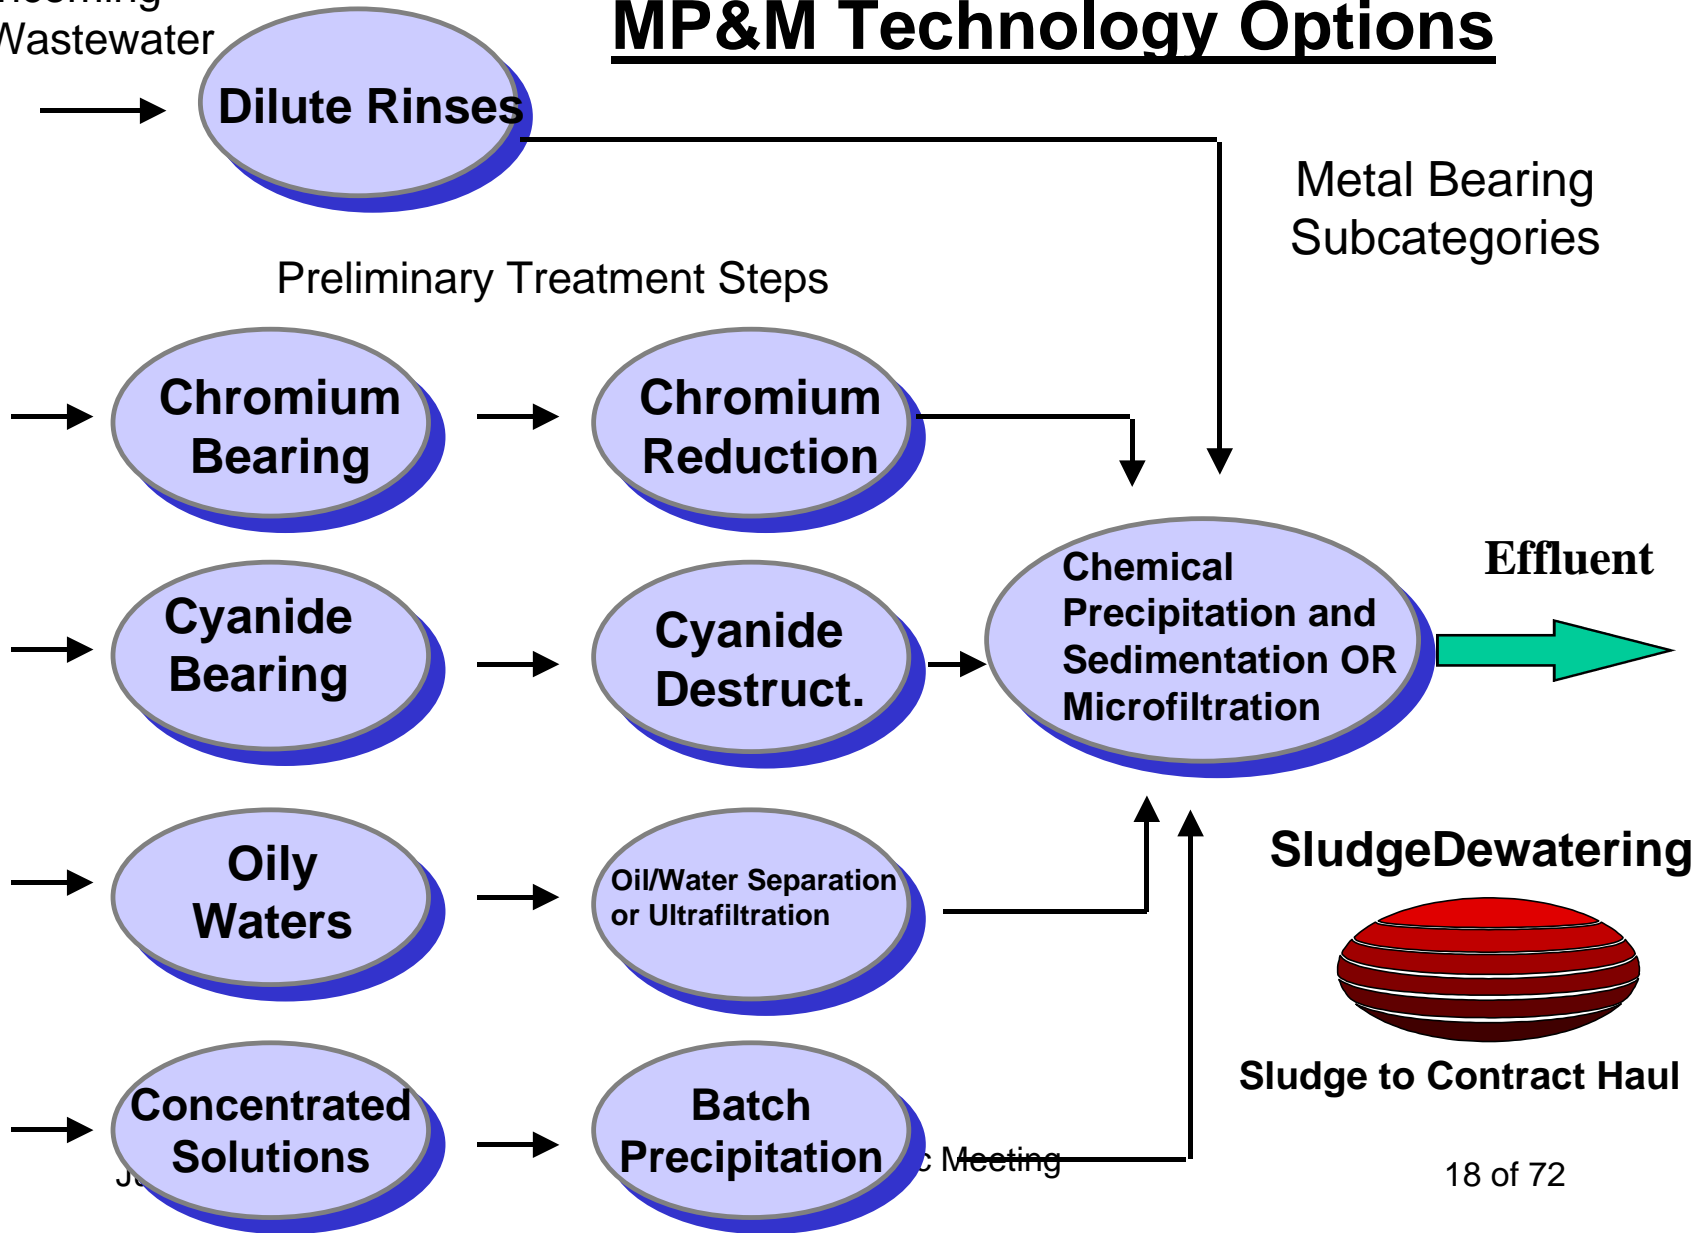 MP&M Technology Options
Wastewater
Dilute Rinses
Metal Bearing
Subcategories
Preliminary Treatment Steps
Chromium
Bearing
Chromium
Reduction
Cyanide
Bearing
Cyanide
Destruct.
Chemical
Precipitation and
Sedimentation OR
Microfiltration
Effluent
Oily
Waters
Oil/Water Separation
or Ultrafiltration
SludgeDewatering
Sludge to Contract Haul
Concentrated
Solutions
Batch
Precipitation
Meeting
18 of 72